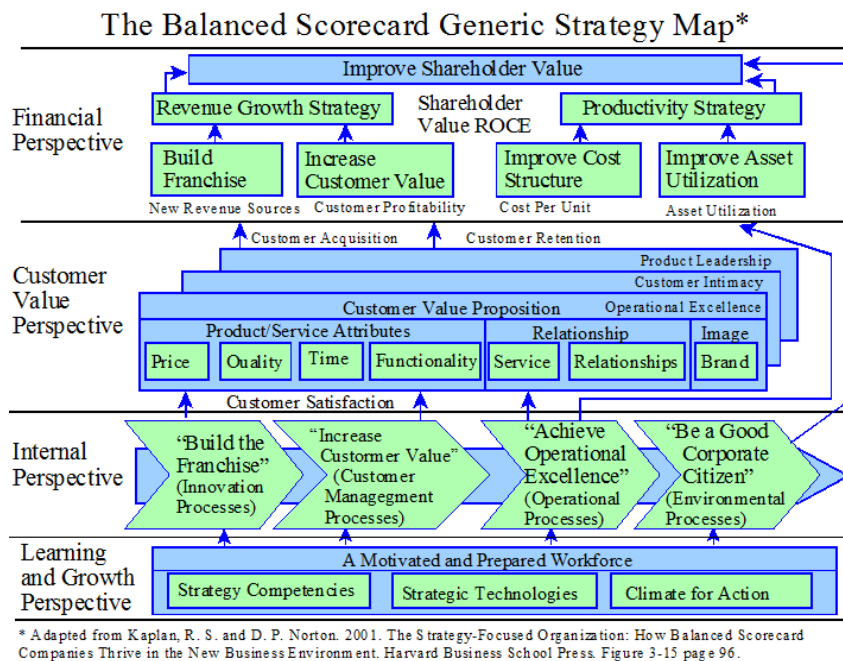 The Balanced Scorecard Generic Strategy Map*
Improve Shareholder Value
Financial
Perspective
Revenue Growth Strategy
Shareholder
Value ROCE
Productivity Strategy
Build
Franchise
Increase
Customer Value
Improve Cost
Structure
Improve Asset
Utilization
New Revenue Sources
Customer Profitability
Cost Per Unit
Asset Utilization
Customer Acquisition
Customer Retention
Customer
Value
Perspective
Product Leadership
Customer Intimacy
Customer Value Proposition
Operational Excellence
Product/Service Attributes
Relationship
Image
Price
Quality
Time
Functionality
Service
Relationships
Brand
Customer Satisfaction
Internal
Perspective
“Build the
Franchise”
(Innovation
Processes)
“Increase
Custormer Value”
(Customer
Managegment
Processes)
“Achieve
Operational
Excellence”
(Operational
Processes)
“Be a Good
Corporate
Citizen”
(Environmental
Processes)
Learning
and Growth
Perspective
A Motivated and Prepared Workforce
Strategy Competencies
Strategic Technologies
Climate for Action
* Adapted from Kaplan, R. S. and D. P. Norton. 2001. The Strategy-Focused Organization: How Balanced Scorecard
Companies Thrive in the New Business Environment. Harvard Business School Press. Figure 3-15 page 96.